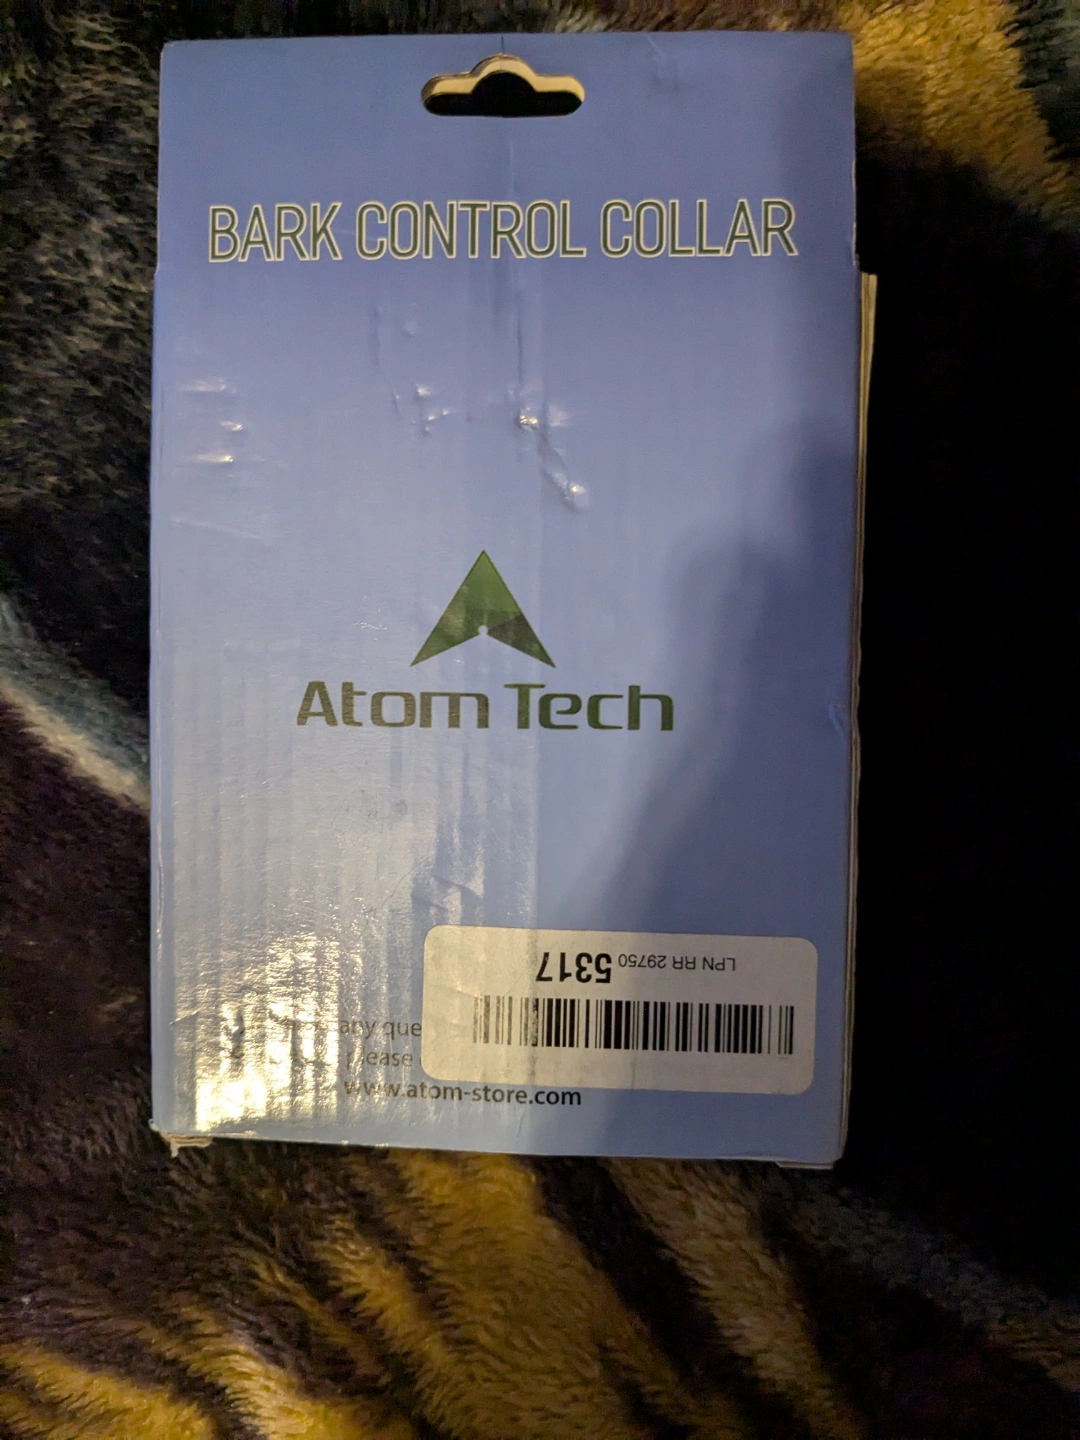 BARK CONTROL COLLAR
Atom Tech
LPN RR 29750 5317
any que
please
www.atom-store.com